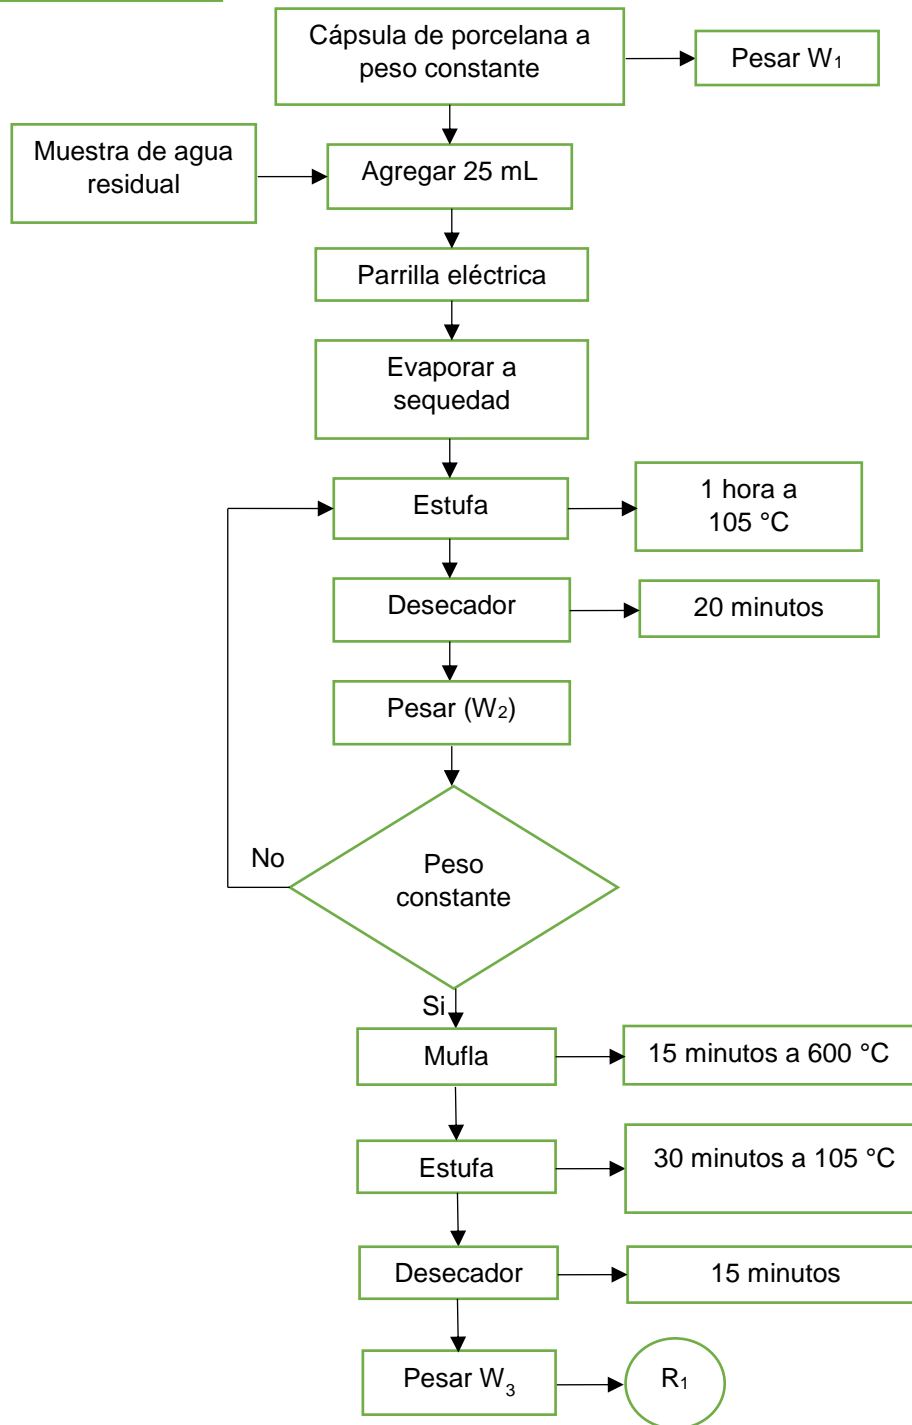 Cápsula de porcelana a
peso constante
Pesar W₁
Muestra de agua
residual
Agregar 25 mL
Parrilla eléctrica
Evaporar a
sequedad
Estufa
1 hora a
105 °C
Desecador
20 minutos
Pesar (W₂)
No
Peso
constante
Si
Mufla
15 minutos a 600 °C
Estufa
30 minutos a 105 °C
Desecador
15 minutos
Pesar W₃
R₁